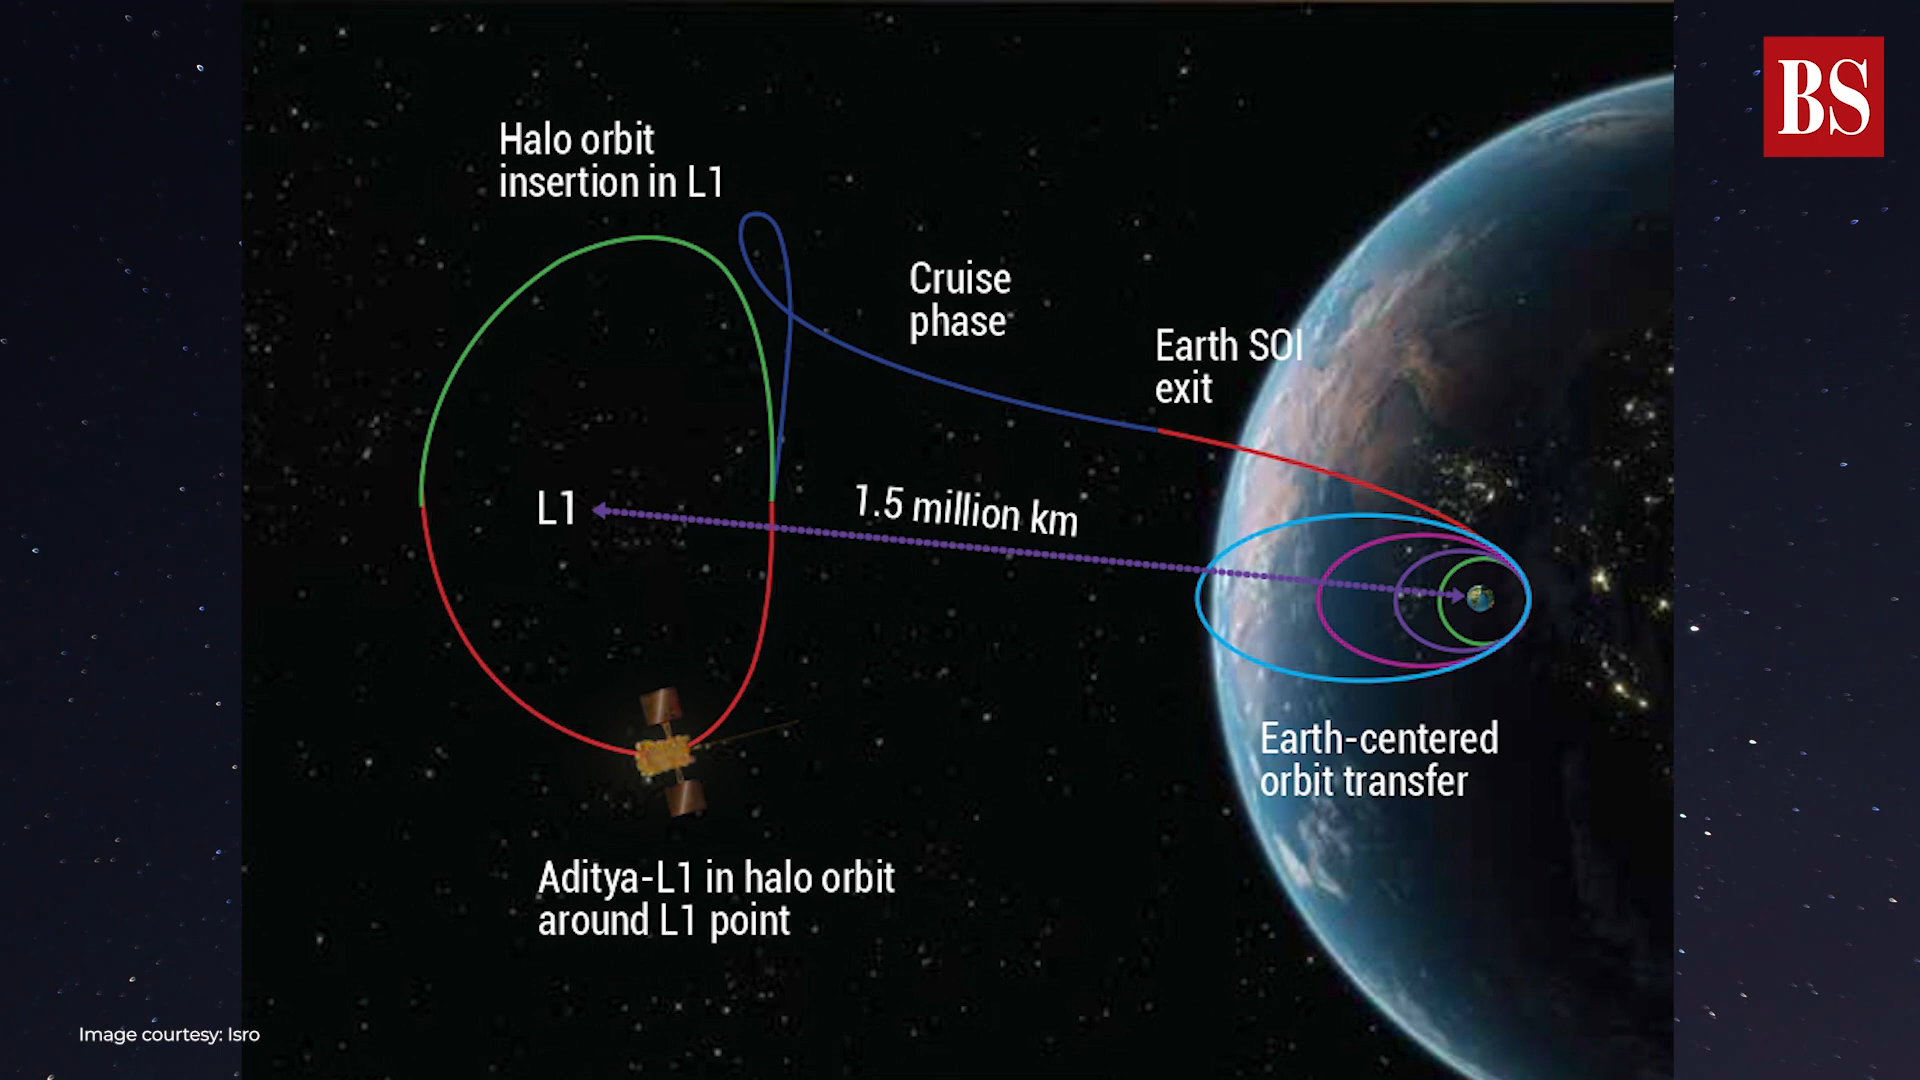 BS
Halo orbit
insertion in L1
Cruise
phase
Earth SOI
exit
L1
1.5 million km
Earth-centered
orbit transfer
Aditya-L1 in halo orbit
around L1 point
Image courtesy: Isro